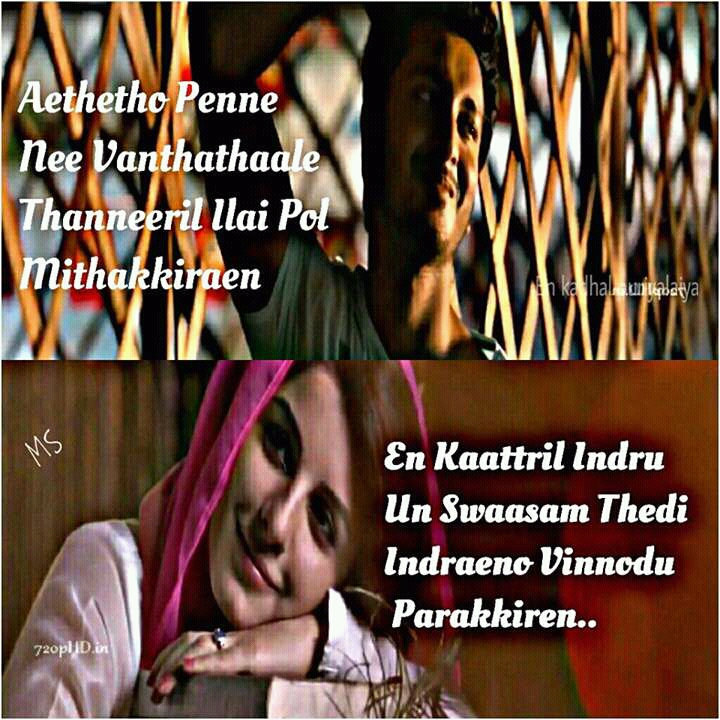 Aethetho Penne
Nee Vanthathaale
Thanneeril Ilai Pol
Mithakkiraen
En kadhal
MS
En Kaattril Indru
Un Swaasam Thedi
Indraeno Vinnodu
Parakkiren..
720pHD.in